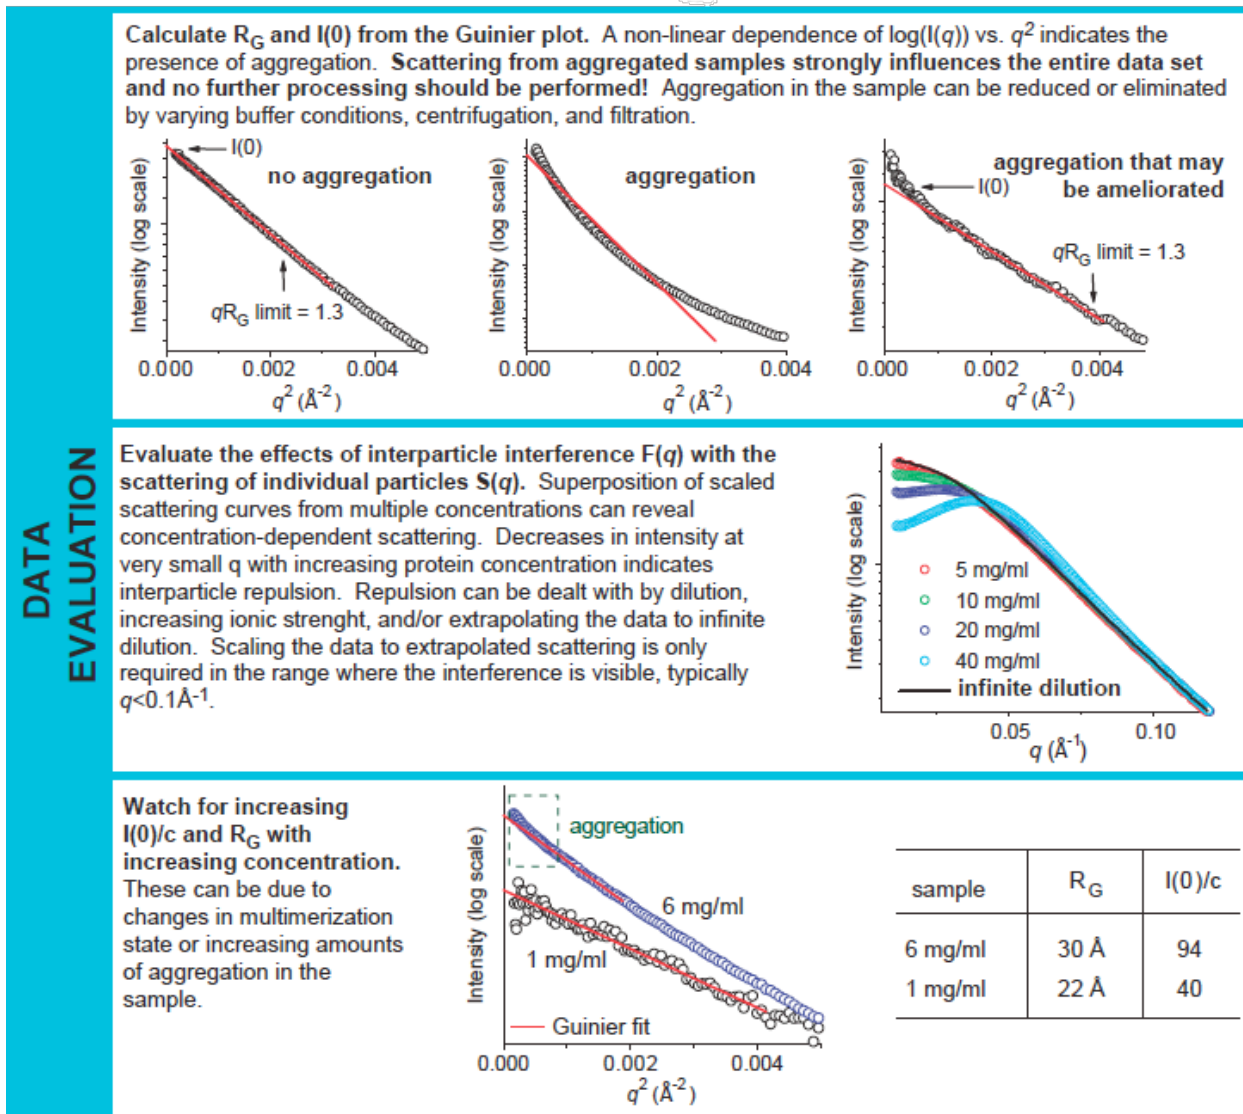 DATA
EVALUATION
Calculate R_G and I(0) from the Guinier plot. A non-linear dependence of log(I(q)) vs. q² indicates the
presence of aggregation. Scattering from aggregated samples strongly influences the entire data set
and no further processing should be performed! Aggregation in the sample can be reduced or eliminated
by varying buffer conditions, centrifugation, and filtration.
Intensity (log scale)
I(0)
no aggregation
qR_G limit = 1.3
0.000 0.002 0.004
q² (Å⁻²)
Intensity (log scale)
aggregation
0.000 0.002 0.004
q² (Å⁻²)
Intensity (log scale)
aggregation that may
be ameliorated
I(0)
qR_G limit = 1.3
0.000 0.002 0.004
q² (Å⁻²)
Evaluate the effects of interparticle interference F(q) with the
scattering of individual particles S(q). Superposition of scaled
scattering curves from multiple concentrations can reveal
concentration-dependent scattering. Decreases in intensity at
very small q with increasing protein concentration indicates
interparticle repulsion. Repulsion can be dealt with by dilution,
increasing ionic strenght, and/or extrapolating the data to infinite
dilution. Scaling the data to extrapolated scattering is only
required in the range where the interference is visible, typically
q<0.1Å⁻¹.
Intensity (log scale)
5 mg/ml
10 mg/ml
20 mg/ml
40 mg/ml
infinite dilution
0.05 0.10
q (Å⁻¹)
Watch for increasing
I(0)/c and R_G with
increasing concentration.
These can be due to
changes in multimerization
state or increasing amounts
of aggregation in the
sample.
Intensity (log scale)
aggregation
6 mg/ml
1 mg/ml
Guinier fit
0.000 0.002 0.004
q² (Å⁻²)
sample R_G I(0)/c
6 mg/ml 30 Å 94
1 mg/ml 22 Å 40